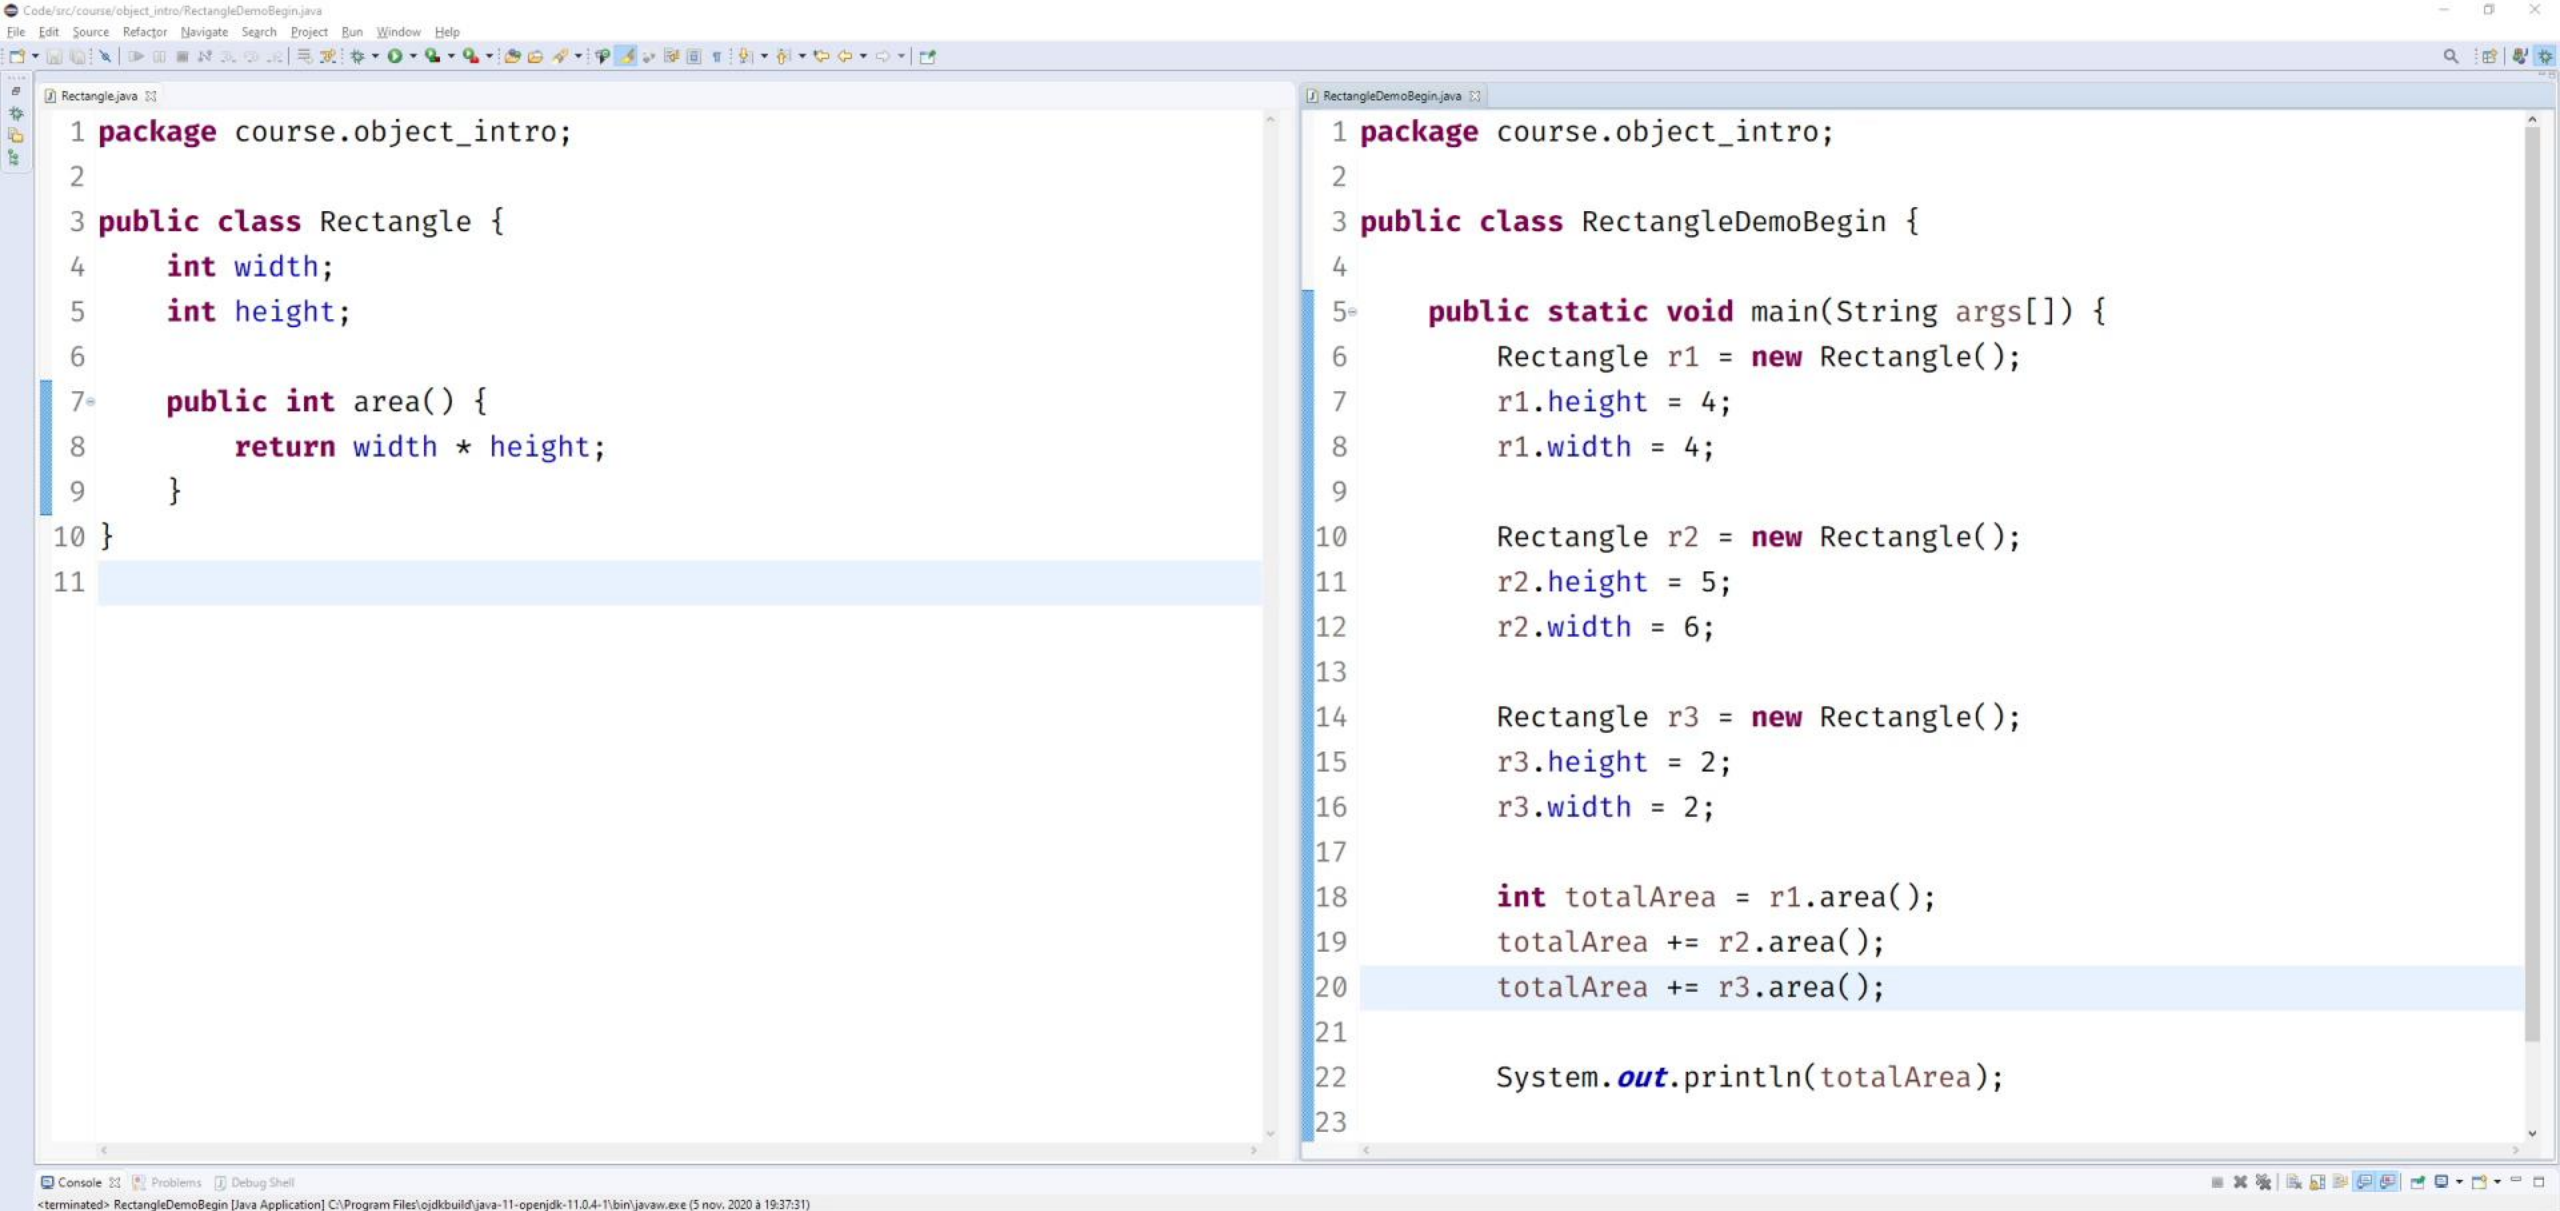 Code/src/course/object_intro/RectangleDemoBegin.java
File Edit Source Refactor Navigate Search Project Run Window Help
Rectangle.java
1 package course.object_intro;
2
3 public class Rectangle {
4 int width;
5 int height;
6
7 public int area() {
8 return width * height;
9 }
10 }
11
RectangleDemoBegin.java
1 package course.object_intro;
2
3 public class RectangleDemoBegin {
4
5 public static void main(String args[]) {
6 Rectangle r1 = new Rectangle();
7 r1.height = 4;
8 r1.width = 4;
9
10 Rectangle r2 = new Rectangle();
11 r2.height = 5;
12 r2.width = 6;
13
14 Rectangle r3 = new Rectangle();
15 r3.height = 2;
16 r3.width = 2;
17
18 int totalArea = r1.area();
19 totalArea += r2.area();
20 totalArea += r3.area();
21
22 System.out.println(totalArea);
23
Console Problems Debug Shell
<terminated> RectangleDemoBegin [Java Application] C:\Program Files\ojdkbuild\java-11-openjdk-11.0.4-1\bin\javaw.exe (5 nov. 2020 à 19:37:31)